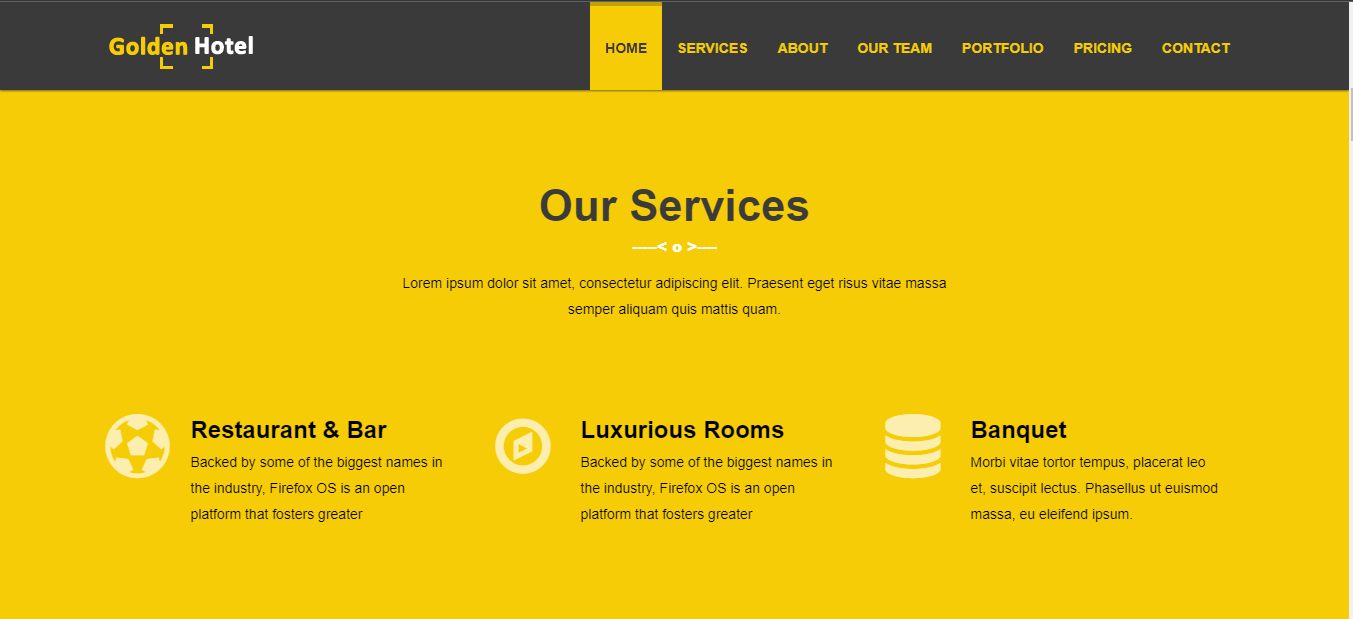 Golden Hotel
HOME SERVICES ABOUT OUR TEAM PORTFOLIO PRICING CONTACT
Our Services
-----< o >----
Lorem ipsum dolor sit amet, consectetur adipiscing elit. Praesent eget risus vitae massa
semper aliquam quis mattis quam.
Restaurant & Bar
Backed by some of the biggest names in
the industry, Firefox OS is an open
platform that fosters greater
Luxurious Rooms
Backed by some of the biggest names in
the industry, Firefox OS is an open
platform that fosters greater
Banquet
Morbi vitae tortor tempus, placerat leo
et, suscipit lectus. Phasellus ut euismod
massa, eu eleifend ipsum.